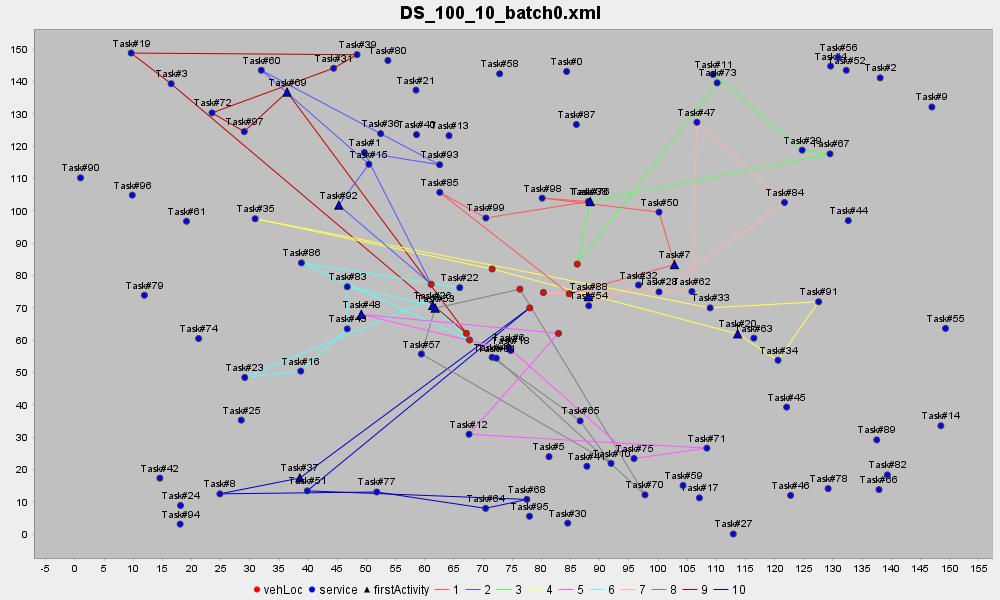 DS_100_10_batch0.xml
150
140
130
120
110
100
90
80
70
60
50
40
30
20
10
0
Task#19
Task#39
Task#80
Task#56
Task#60
Task#31
Task#58
Task#0
Task#11
Task#52
Task#2
Task#3
Task#69
Task#21
Task#73
Task#9
Task#72
Task#97
Task#36
Task#13
Task#87
Task#47
Task#1
Task#15
Task#93
Task#29
Task#67
Task#90
Task#96
Task#92
Task#85
Task#98
Task#84
Task#61
Task#35
Task#99
Task#50
Task#44
Task#86
Task#7
Task#83
Task#22
Task#32
Task#28
Task#62
Task#79
Task#88
Task#54
Task#48
Task#33
Task#91
Task#74
Task#57
Task#20
Task#63
Task#55
Task#34
Task#23
Task#16
Task#25
Task#12
Task#65
Task#45
Task#14
Task#5
Task#10
Task#75
Task#71
Task#89
Task#42
Task#37
Task#8
Task#51
Task#77
Task#68
Task#70
Task#59
Task#17
Task#46
Task#78
Task#82
Task#66
Task#24
Task#64
Task#94
Task#95
Task#30
Task#27
-5 0 5 10 15 20 25 30 35 40 45 50 55 60 65 70 75 80 85 90 95 100 105 110 115 120 125 130 135 140 145 150 155
vehLoc service firstActivity 1 2 3 4 5 6 7 8 9 10